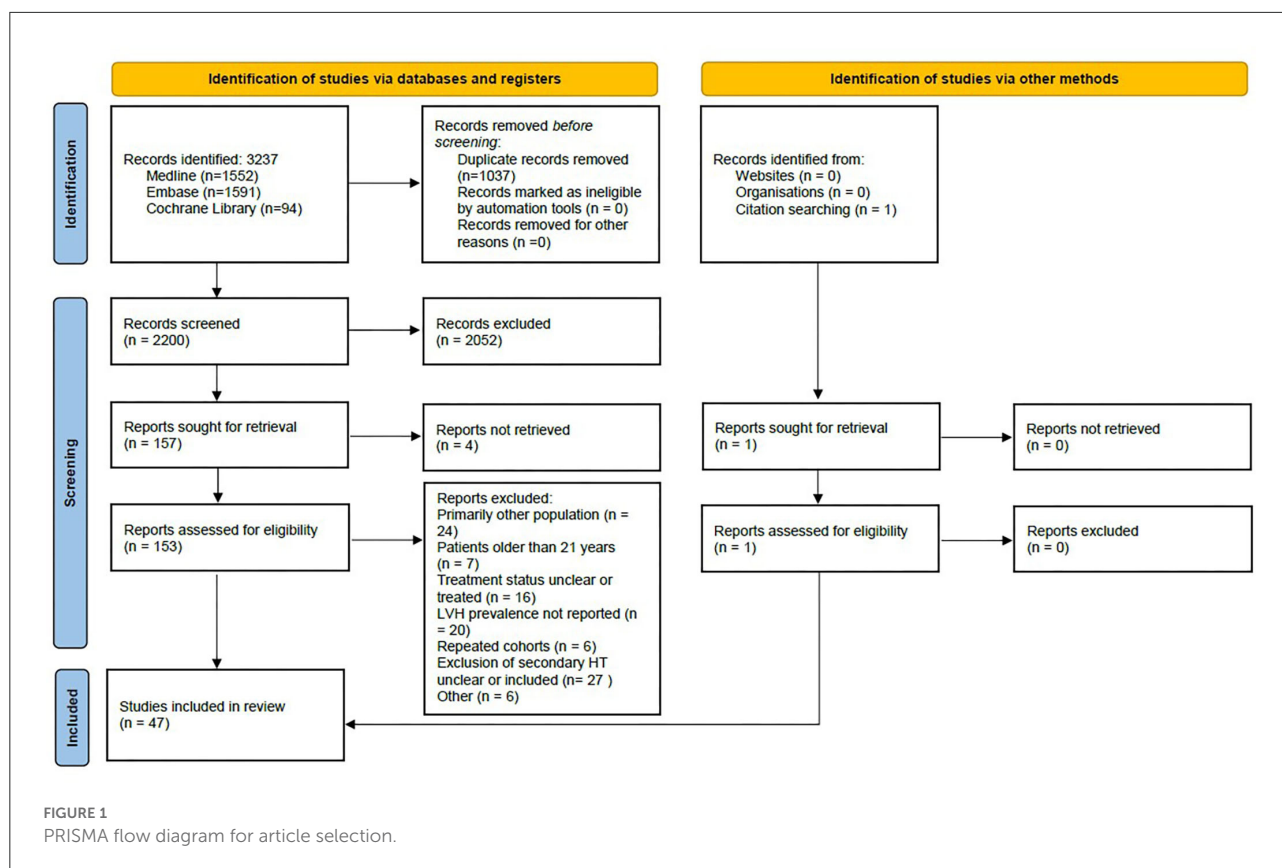 Identification of studies via databases and registers
Identification of studies via other methods
Identification
Records identified: 3237
Medline (n=1552)
Embase (n=1591)
Cochrane Library (n=94)
Records removed before
screening:
Duplicate records removed
(n=1037)
Records marked as ineligible
by automation tools (n = 0)
Records removed for other
reasons (n =0)
Records identified from:
Websites (n = 0)
Organisations (n = 0)
Citation searching (n = 1)
Screening
Records screened
(n = 2200)
Records excluded
(n = 2052)
Reports sought for retrieval
(n = 157)
Reports not retrieved
(n = 4)
Reports sought for retrieval
(n = 1)
Reports not retrieved
(n = 0)
Reports assessed for eligibility
(n = 153)
Reports excluded:
Primarily other population (n =
24)
Patients older than 21 years
(n = 7)
Treatment status unclear or
treated (n = 16)
LVH prevalence not reported (n
= 20)
Repeated cohorts (n = 6)
Exclusion of secondary HT
unclear or included (n= 27 )
Other (n = 6)
Reports assessed for eligibility
(n = 1)
Reports excluded
(n = 0)
Included
Studies included in review
(n = 47)
FIGURE 1
PRISMA flow diagram for article selection.